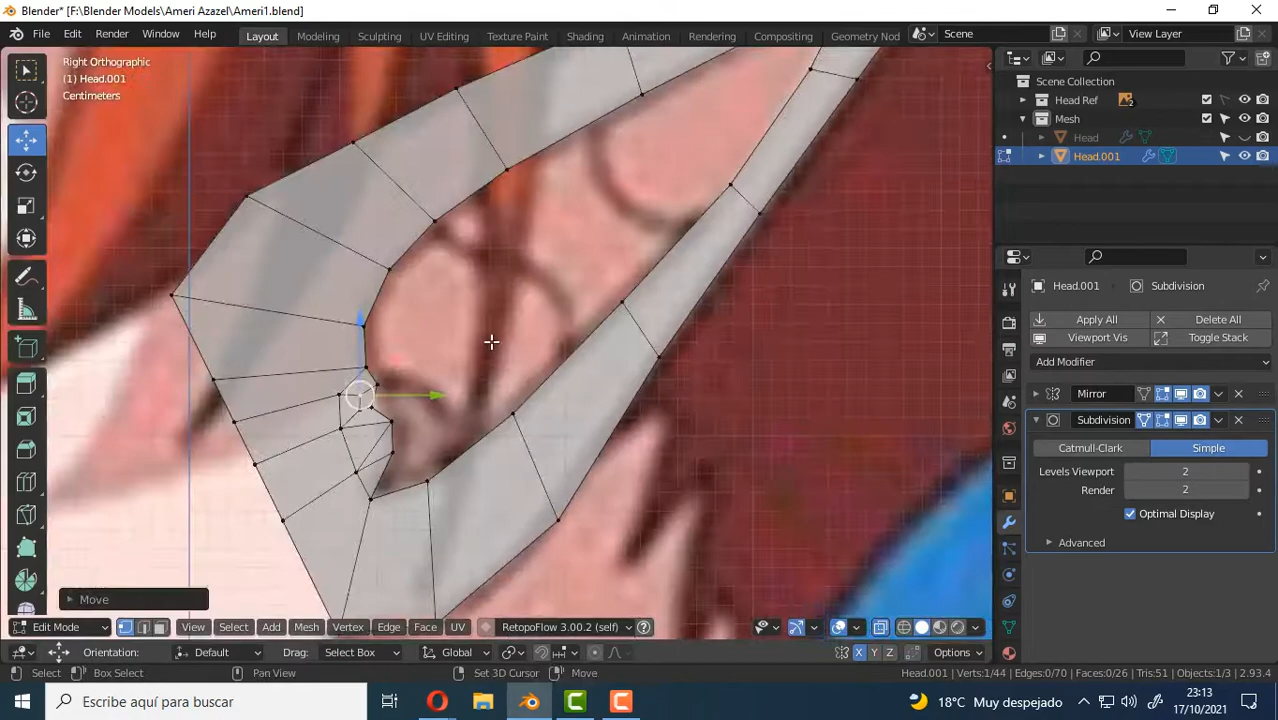 Blender* [F:\Blender Models\Ameri Azazel\Ameri1.blend]
File Edit Render Window Help Layout Modeling Sculpting UV Editing Texture Paint Shading Animation Rendering Compositing Geometry Nod Scene View Layer
Right Orthographic
(1) Head.001
Centimeters
Scene Collection
Head Ref 2
Mesh
Head
Head.001
Head.001 Subdivision
Apply All Delete All
Viewport Vis Toggle Stack
Add Modifier
Mirror
Subdivision
Catmull-Clark Simple
Levels Viewport 2
Render 2
Optimal Display
Advanced
Move
Edit Mode View Select Add Mesh Vertex Edge Face UV RetopoFlow 3.00.2 (self)
Orientation: Default Drag: Select Box Global X Y Z Options
Select Box Select Pan View Set 3D Cursor Move Head.001 | Verts:1/44 | Edges:0/70 | Faces:0/26 | Tris:51 | Objects:1/3 | 2.93.4
Escribe aquí para buscar 18°C Muy despejado 23:13
17/10/2021